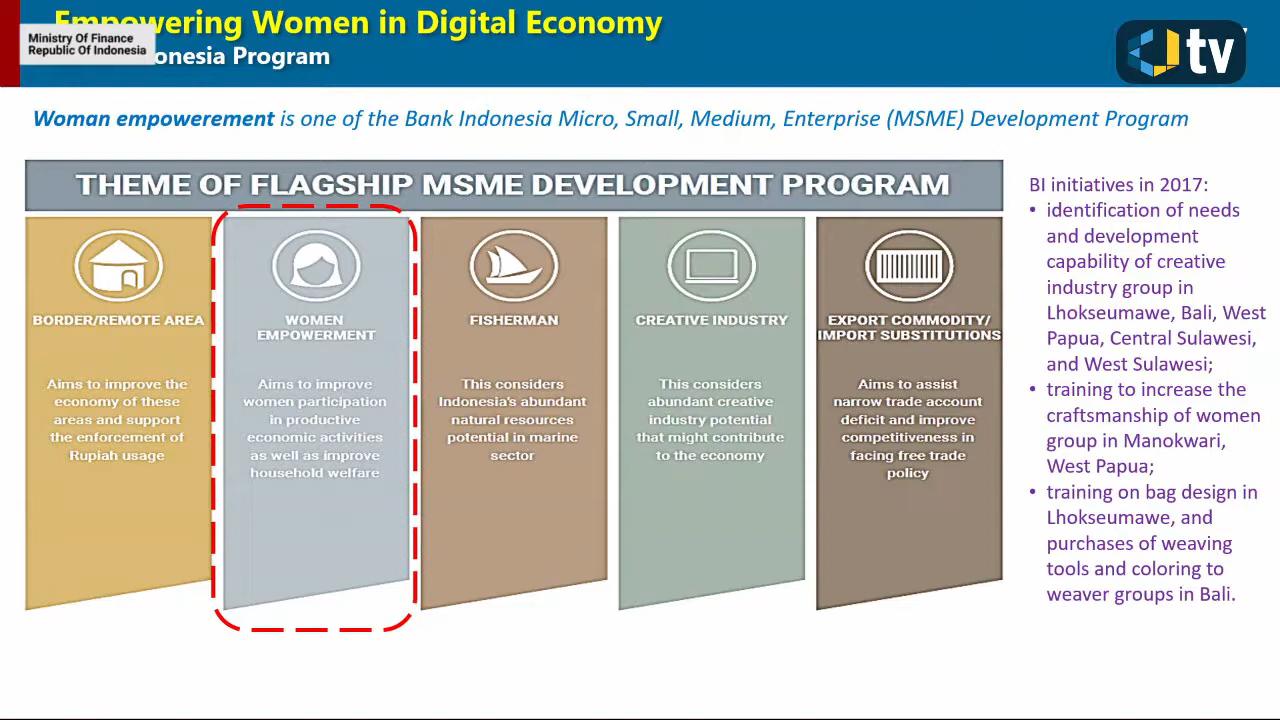 Empowering Women in Digital Economy
Ministry Of Finance
Republic Of Indonesia
onesia Program
tv
Woman empowerement is one of the Bank Indonesia Micro, Small, Medium, Enterprise (MSME) Development Program
THEME OF FLAGSHIP MSME DEVELOPMENT PROGRAM
BORDER/REMOTE AREA
Aims to improve the
economy of these
areas and support
the enforcement of
Rupiah usage
WOMEN
EMPOWERMENT
Aims to improve
women participation
in productive
economic activities
as well as improve
household welfare
FISHERMAN
This considers
Indonesia's abundant
natural resources
potential in marine
sector
CREATIVE INDUSTRY
This considers
abundant creative
industry potential
that might contribute
to the economy
EXPORT COMMODITY/
IMPORT SUBSTITUTIONS
Aims to assist
narrow trade account
deficit and improve
competitiveness in
facing free trade
policy
BI initiatives in 2017:
• identification of needs
and development
capability of creative
industry group in
Lhokseumawe, Bali, West
Papua, Central Sulawesi,
and West Sulawesi;
• training to increase the
craftsmanship of women
group in Manokwari,
West Papua;
• training on bag design in
Lhokseumawe, and
purchases of weaving
tools and coloring to
weaver groups in Bali.